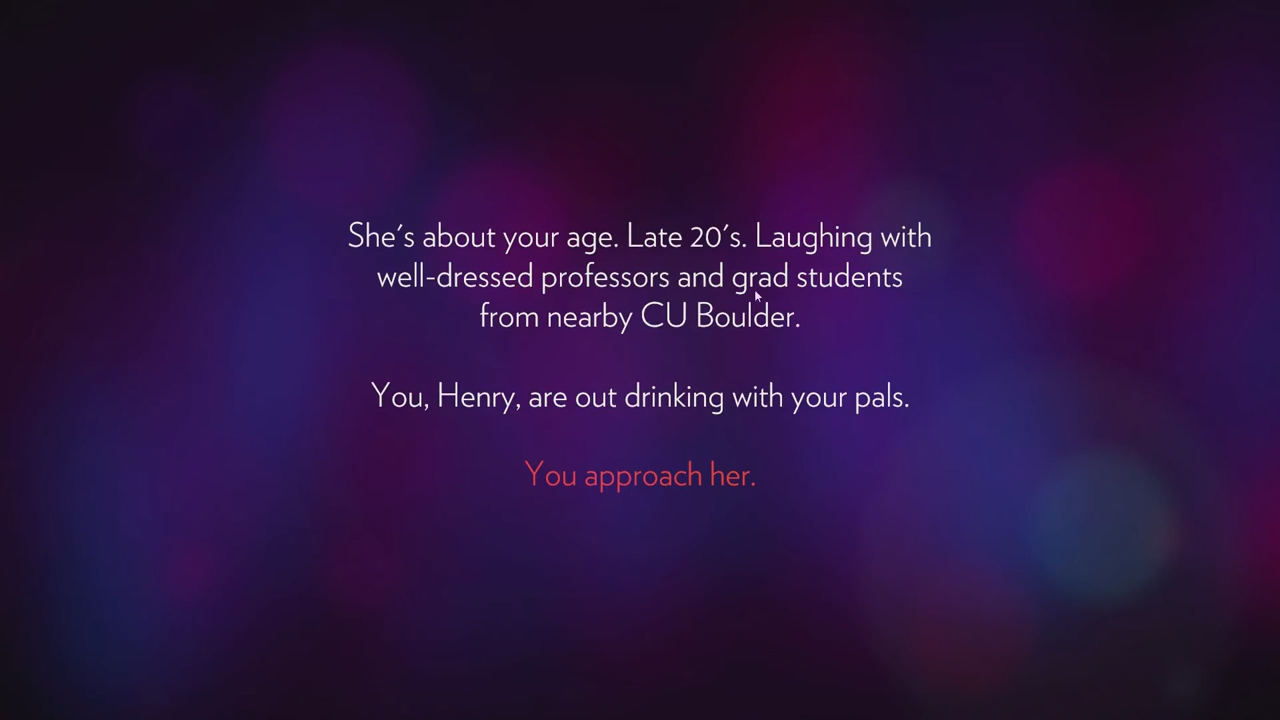 She's about your age. Late 20's. Laughing with
well-dressed professors and grad students
from nearby CU Boulder.
You, Henry, are out drinking with your pals.
You approach her.